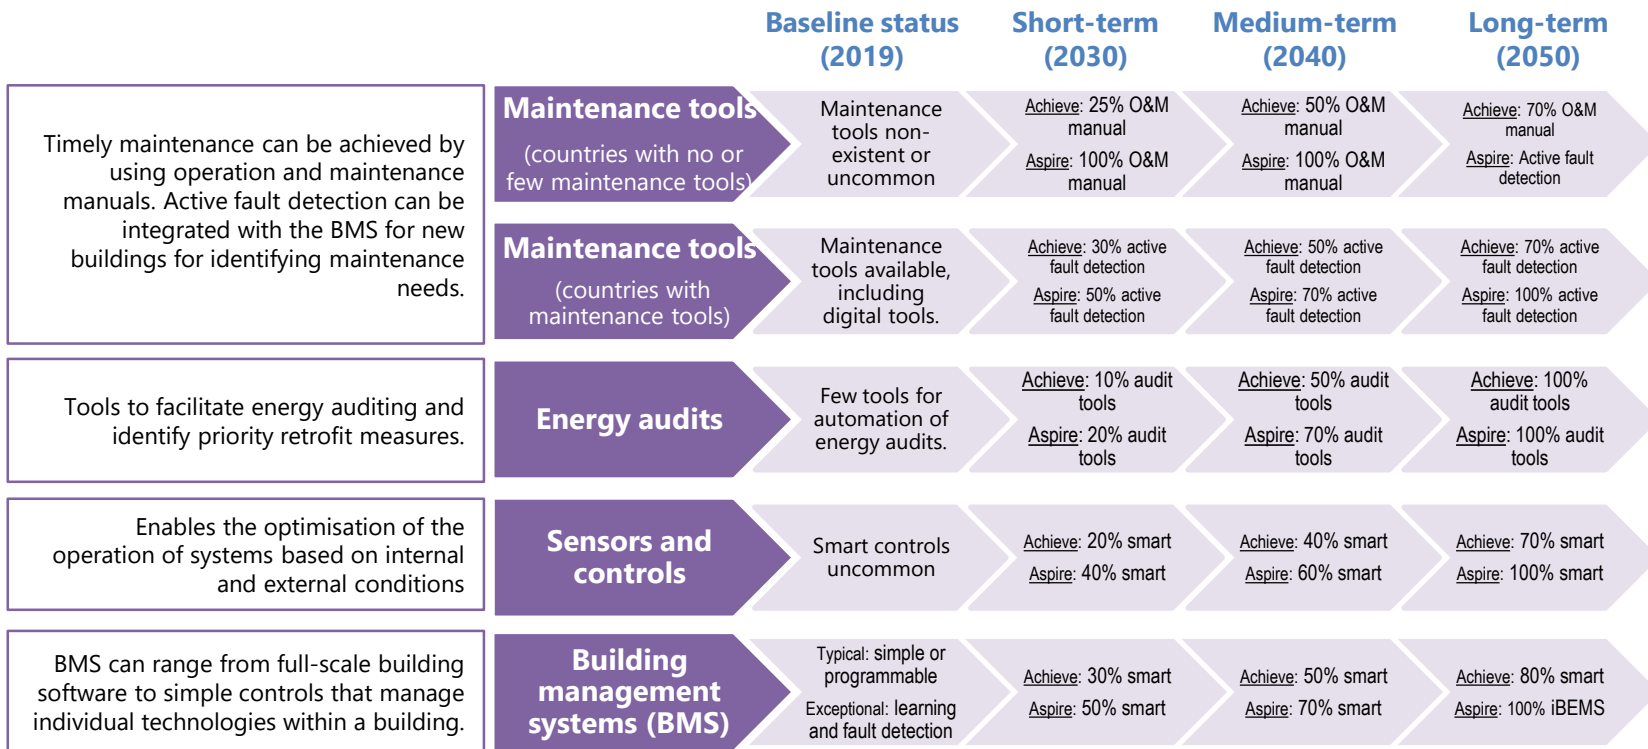 Baseline status
(2019)
Short-term
(2030)
Medium-term
(2040)
Long-term
(2050)
Timely maintenance can be achieved by
using operation and maintenance
manuals. Active fault detection can be
integrated with the BMS for new
buildings for identifying maintenance
needs.
Maintenance tools
(countries with no or
few maintenance tools)
Maintenance
tools non-
existent or
uncommon
Achieve: 25% O&M
manual
Aspire: 100% O&M
manual
Achieve: 50% O&M
manual
Aspire: 100% O&M
manual
Achieve: 70% O&M
manual
Aspire: Active fault
detection
Maintenance tools
(countries with
maintenance tools)
Maintenance
tools available,
including
digital tools.
Achieve: 30% active
fault detection
Aspire: 50% active
fault detection
Achieve: 50% active
fault detection
Aspire: 70% active
fault detection
Achieve: 70% active
fault detection
Aspire: 100% active
fault detection
Tools to facilitate energy auditing and
identify priority retrofit measures.
Energy audits
Few tools for
automation of
energy audits.
Achieve: 10% audit
tools
Aspire: 20% audit
tools
Achieve: 50% audit
tools
Aspire: 70% audit
tools
Achieve: 100%
audit tools
Aspire: 100% audit
tools
Enables the optimisation of the
operation of systems based on internal
and external conditions
Sensors and
controls
Smart controls
uncommon
Achieve: 20% smart
Aspire: 40% smart
Achieve: 40% smart
Aspire: 60% smart
Achieve: 70% smart
Aspire: 100% smart
BMS can range from full-scale building
software to simple controls that manage
individual technologies within a building.
Building
management
systems (BMS)
Typical: simple or
programmable
Exceptional: learning
and fault detection
Achieve: 30% smart
Aspire: 50% smart
Achieve: 50% smart
Aspire: 70% smart
Achieve: 80% smart
Aspire: 100% iBEMS